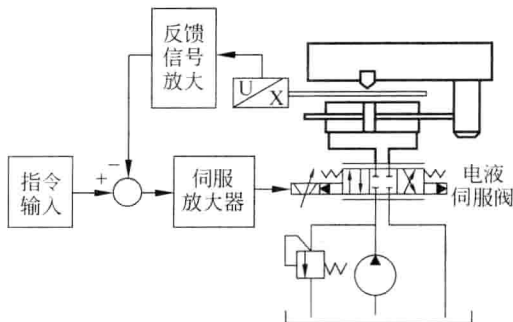 反馈
信号
放大
U
X
+
−
指令
输入
伺服
放大器
电液
伺服阀